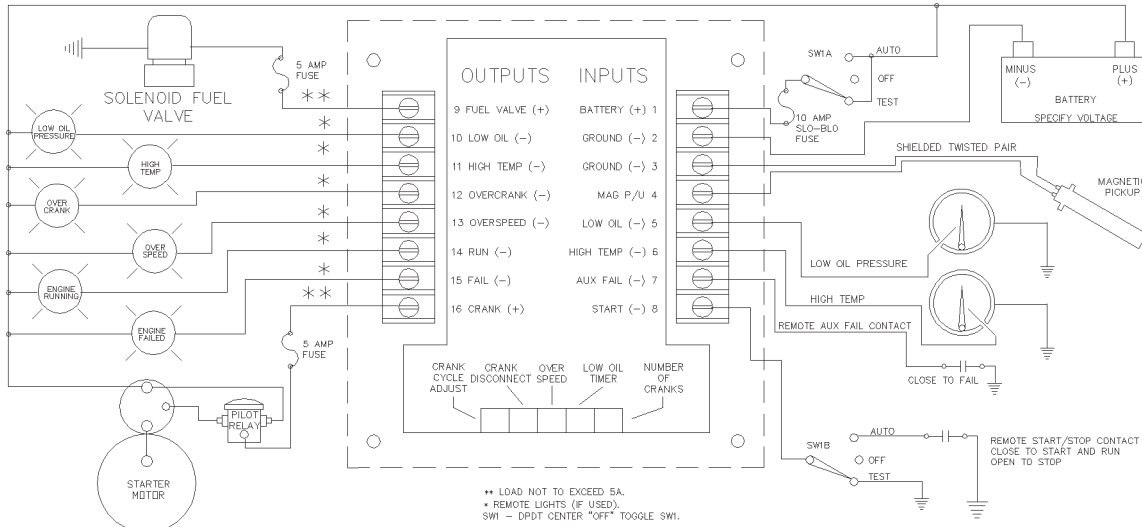 SOLENOID FUEL
VALVE
5 AMP
FUSE
**
*
*
*
*
*
*
**
LOW OIL
PRESSURE
HIGH
TEMP
OVER
CRANK
OVER
SPEED
ENGINE
RUNNING
ENGINE
FAILED
5 AMP
FUSE
PILOT
RELAY
STARTER
MOTOR
OUTPUTS INPUTS
9 FUEL VALVE (+) BATTERY (+) 1
10 LOW OIL (-) GROUND (-) 2
11 HIGH TEMP (-) GROUND (-) 3
12 OVERCRANK (-) MAG P/U 4
13 OVERSPEED (-) LOW OIL (-) 5
14 RUN (-) HIGH TEMP (-) 6
15 FAIL (-) AUX FAIL (-) 7
16 CRANK (+) START (-) 8
CRANK
CYCLE
ADJUST
CRANK
DISCONNECT
OVER
SPEED
LOW OIL
TIMER
NUMBER
OF
CRANKS
SW1A
AUTO
OFF
TEST
10 AMP
SLO-BLO
FUSE
MINUS
(-)
PLUS
(+)
BATTERY
SPECIFY VOLTAGE
SHIELDED TWISTED PAIR
MAGNETIC
PICKUP
LOW OIL PRESSURE
HIGH TEMP
REMOTE AUX FAIL CONTACT
CLOSE TO FAIL
SW1B
AUTO
OFF
TEST
REMOTE START/STOP CONTACT
CLOSE TO START AND RUN
OPEN TO STOP
** LOAD NOT TO EXCEED 5A.
* REMOTE LIGHTS (IF USED).
SW1 - DPDT CENTER "OFF" TOGGLE SW1.